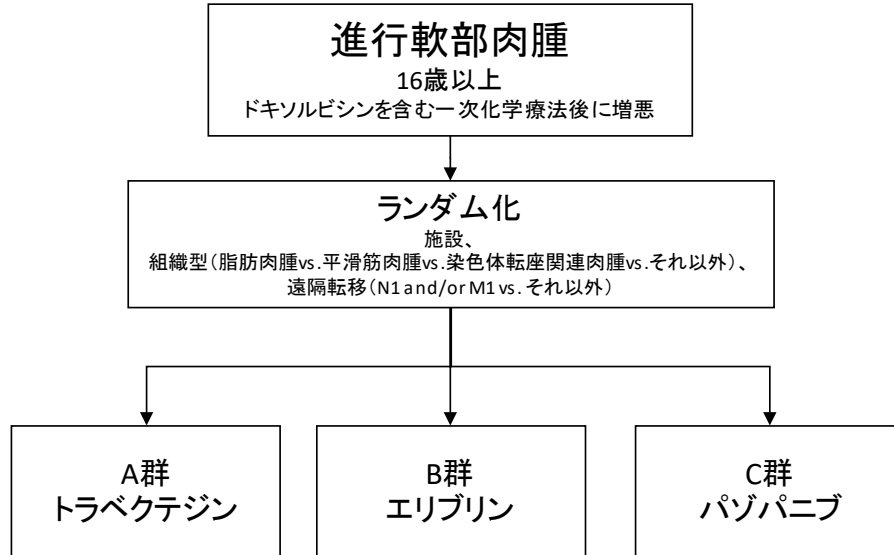 進行軟部肉腫
16歳以上
ドキソルビシンを含む一次化学療法後に増悪
ランダム化
施設、
組織型(脂肪肉腫vs.平滑筋肉腫vs.染色体転座関連肉腫vs.それ以外)、
遠隔転移(N1 and/or M1 vs. それ以外)
A群
トラベクテジン
B群
エリブリン
C群
パゾパニブ